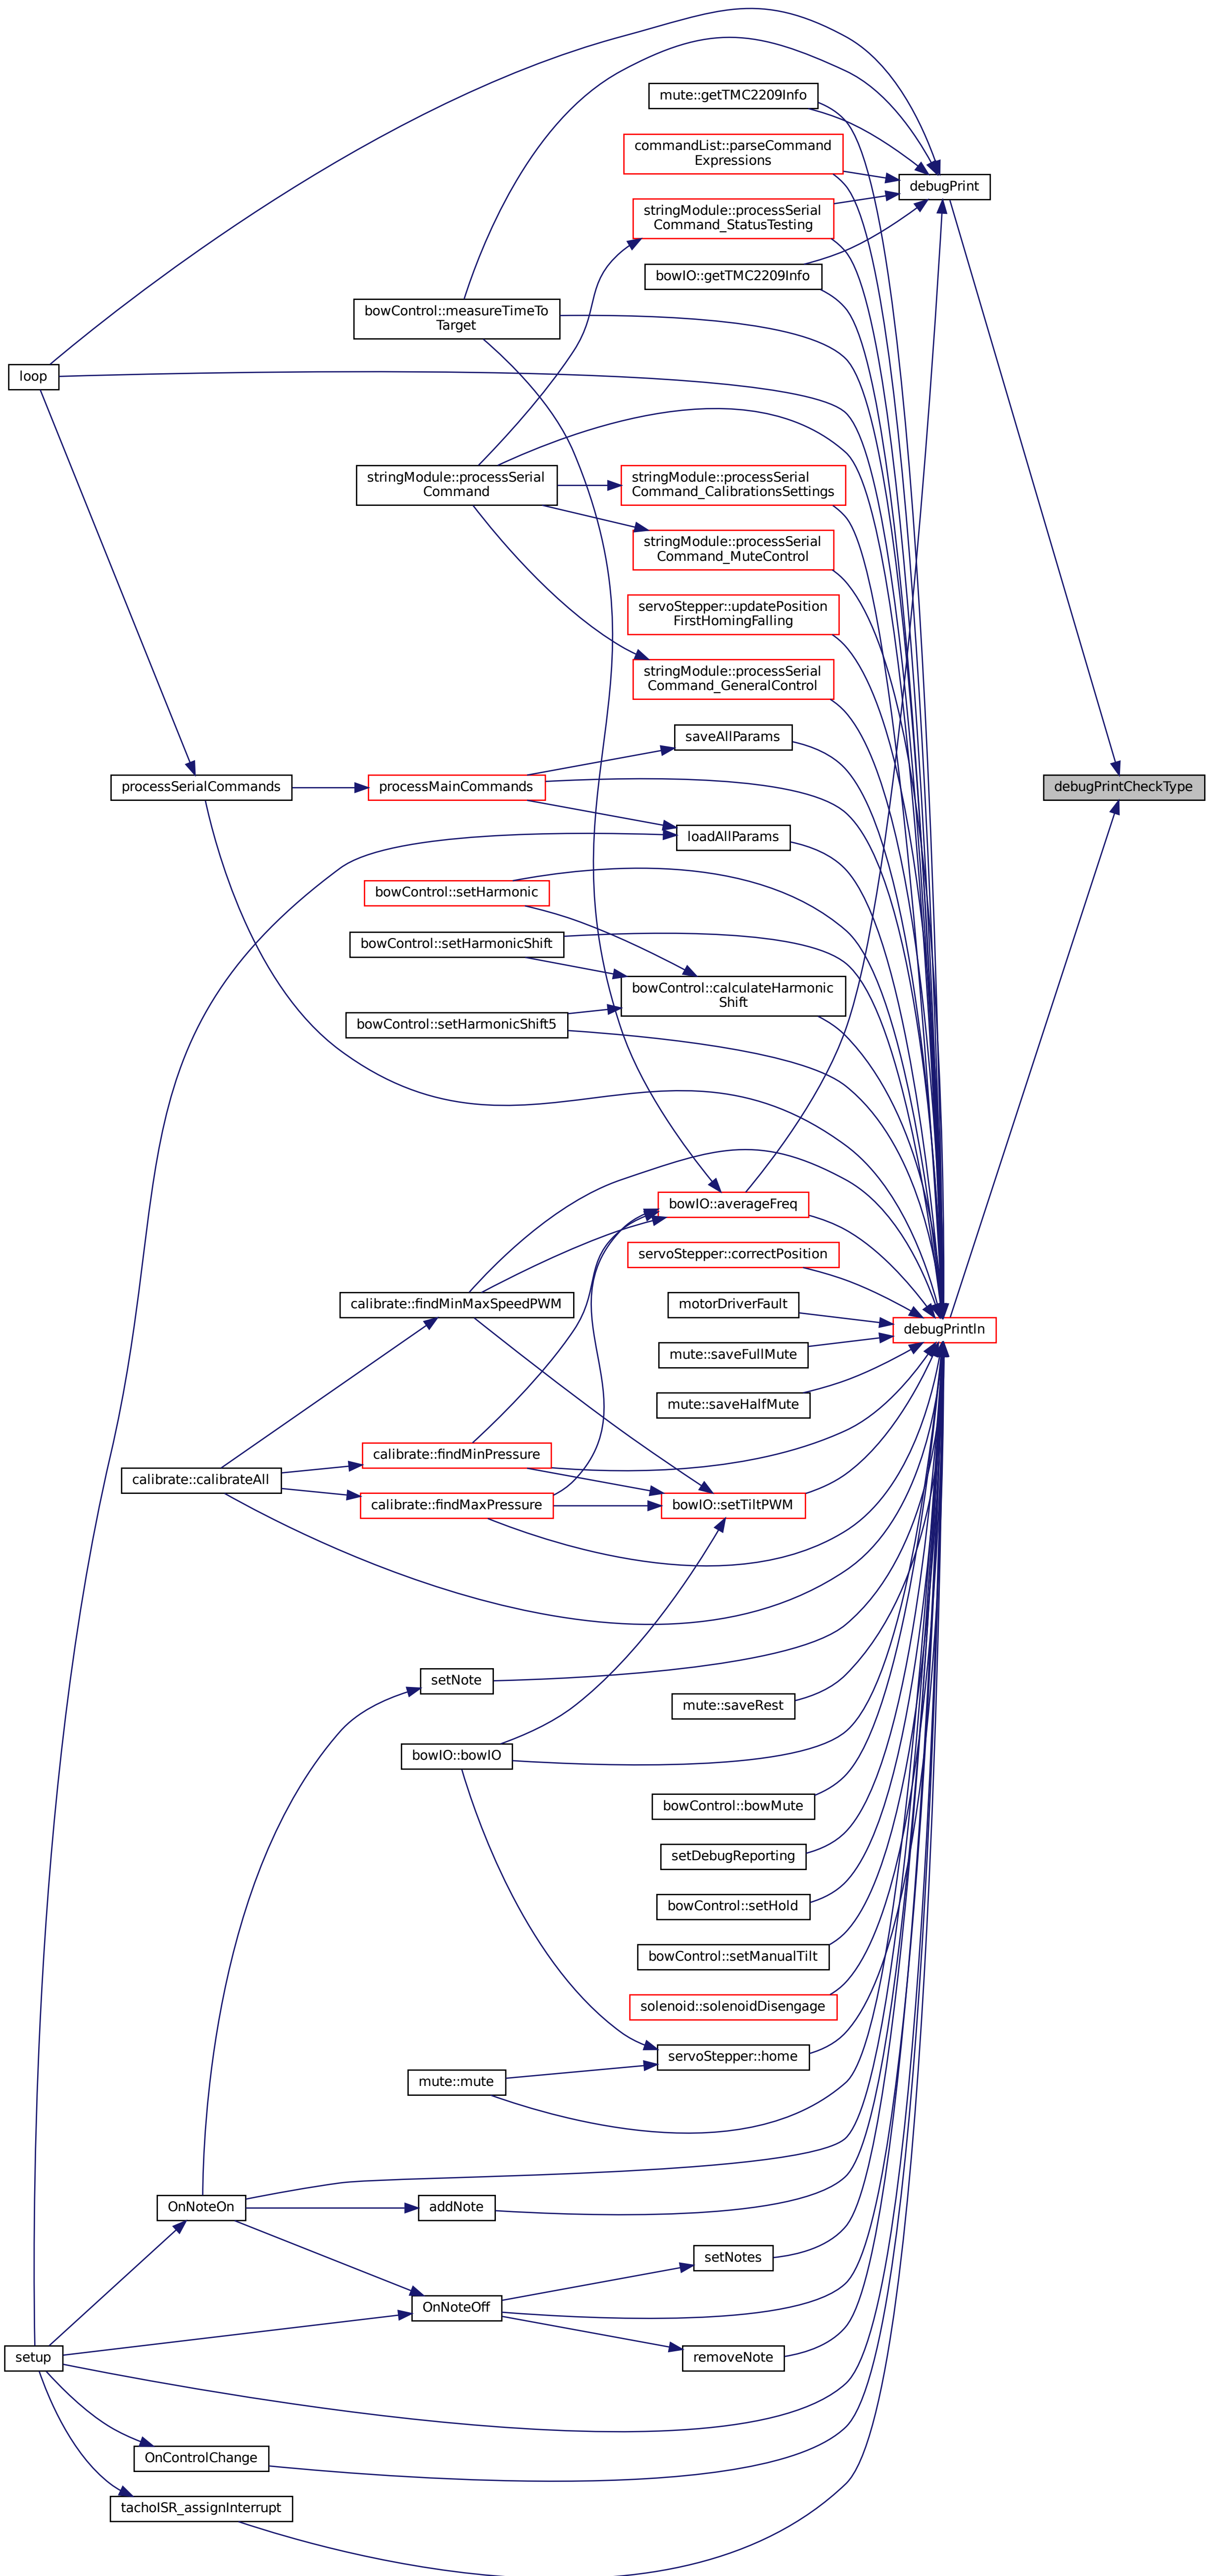 mute::getTMC2209Info
commandList::parseCommand
Expressions
debugPrint
stringModule::processSerial
Command_StatusTesting
bowIO::getTMC2209Info
bowControl::measureTimeTo
Target
loop
stringModule::processSerial
Command
stringModule::processSerial
Command_CalibrationsSettings
stringModule::processSerial
Command_MuteControl
servoStepper::updatePosition
FirstHomingFalling
stringModule::processSerial
Command_GeneralControl
saveAllParams
processSerialCommands
processMainCommands
debugPrintCheckType
loadAllParams
bowControl::setHarmonic
bowControl::setHarmonicShift
bowControl::calculateHarmonic
Shift
bowControl::setHarmonicShift5
bowIO::averageFreq
servoStepper::correctPosition
calibrate::findMinMaxSpeedPWM
motorDriverFault
debugPrintln
mute::saveFullMute
mute::saveHalfMute
calibrate::findMinPressure
calibrate::calibrateAll
calibrate::findMaxPressure
bowIO::setTiltPWM
setNote
mute::saveRest
bowIO::bowIO
bowControl::bowMute
setDebugReporting
bowControl::setHold
bowControl::setManualTilt
solenoid::solenoidDisengage
servoStepper::home
mute::mute
OnNoteOn
addNote
setNotes
OnNoteOff
setup
removeNote
OnControlChange
tachoISR_assignInterrupt